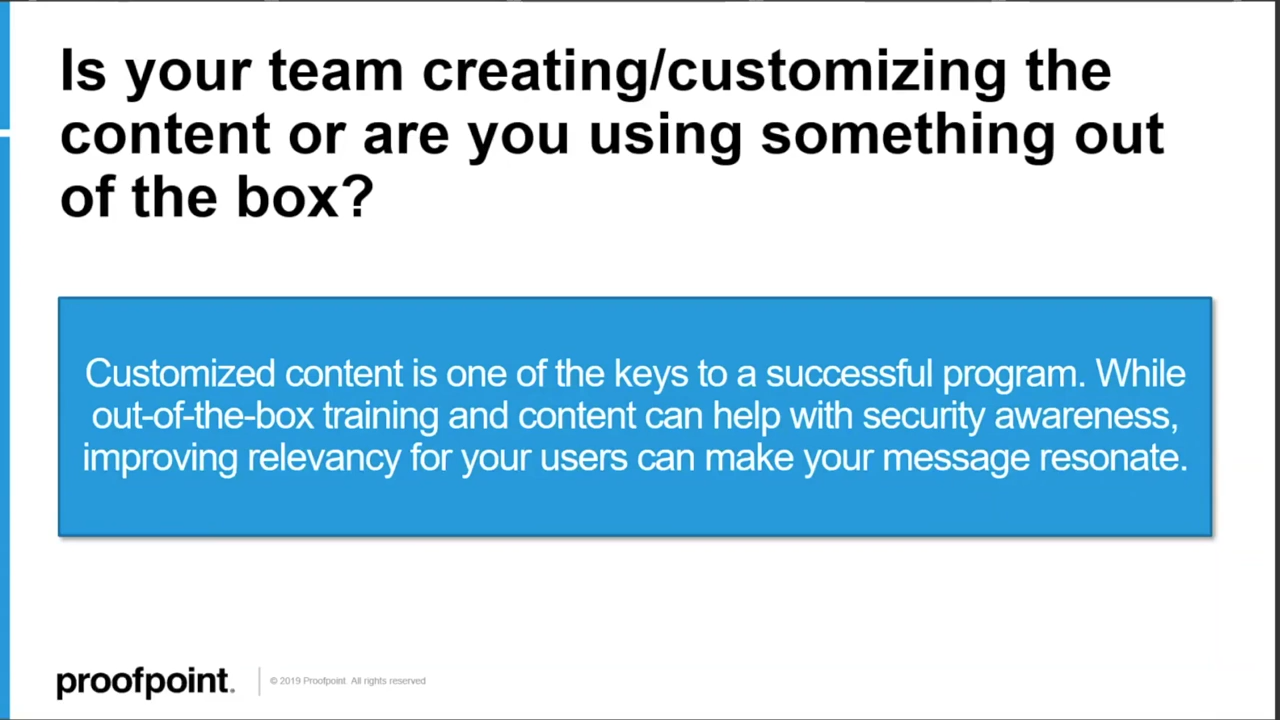 Is your team creating/customizing the
content or are you using something out
of the box?
Customized content is one of the keys to a successful program. While
out-of-the-box training and content can help with security awareness,
improving relevancy for your users can make your message resonate.
proofpoint.
© 2019 Proofpoint. All rights reserved